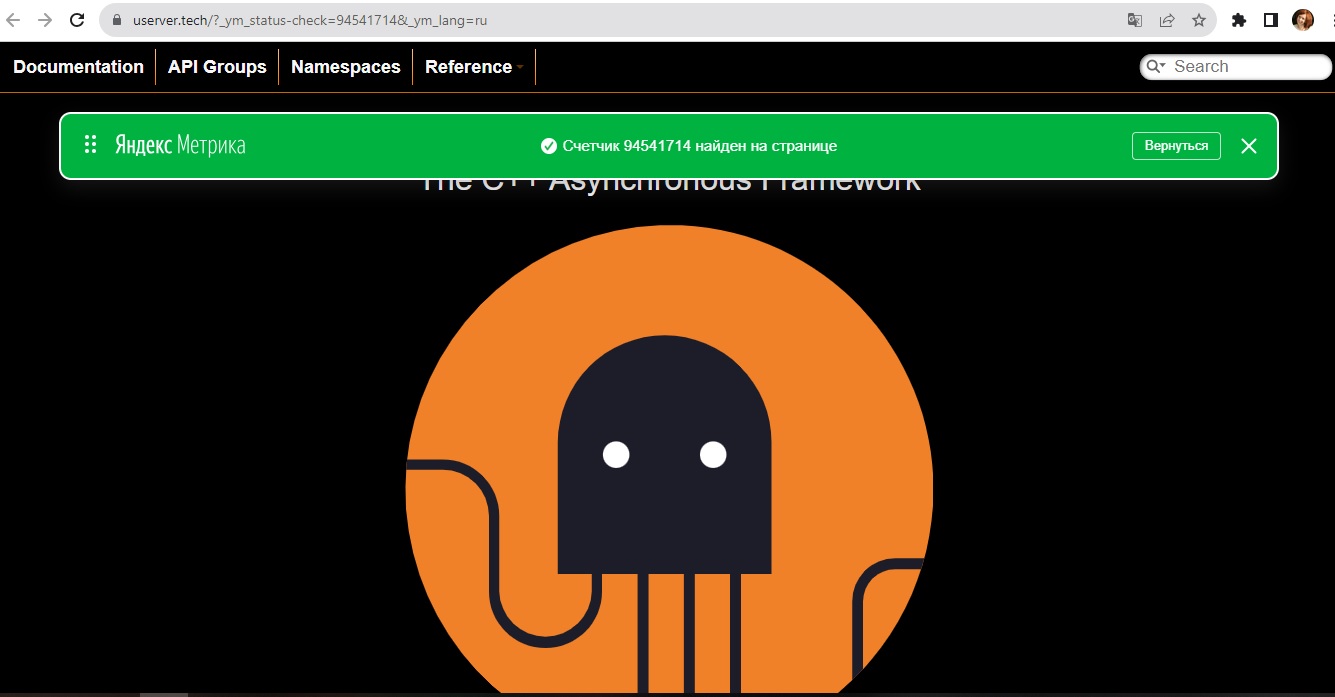 userver.tech/?_ym_status-check=94541714&_ym_lang=ru
Documentation API Groups Namespaces Reference Search
Яндекс Метрика Счетчик 94541714 найден на странице Вернуться
The C++ Asynchronous Framework